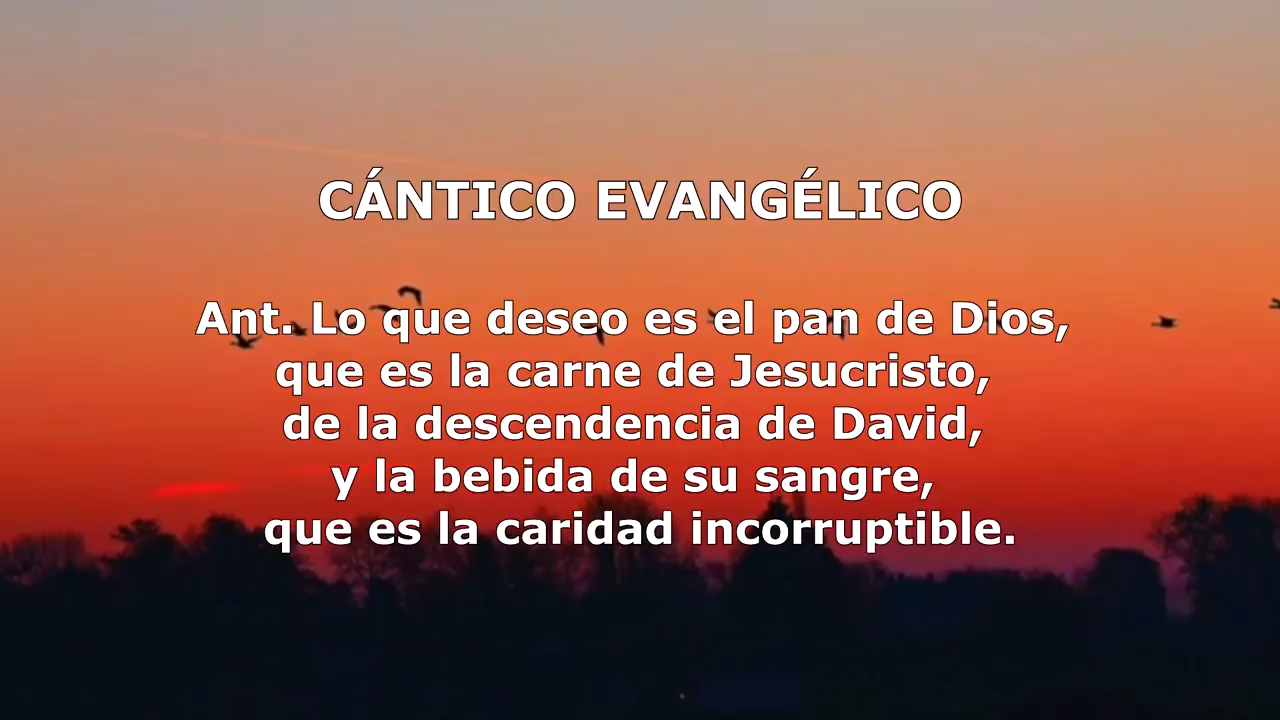 CÁNTICO EVANGÉLICO
Ant. Lo que deseo es el pan de Dios,
que es la carne de Jesucristo,
de la descendencia de David,
y la bebida de su sangre,
que es la caridad incorruptible.